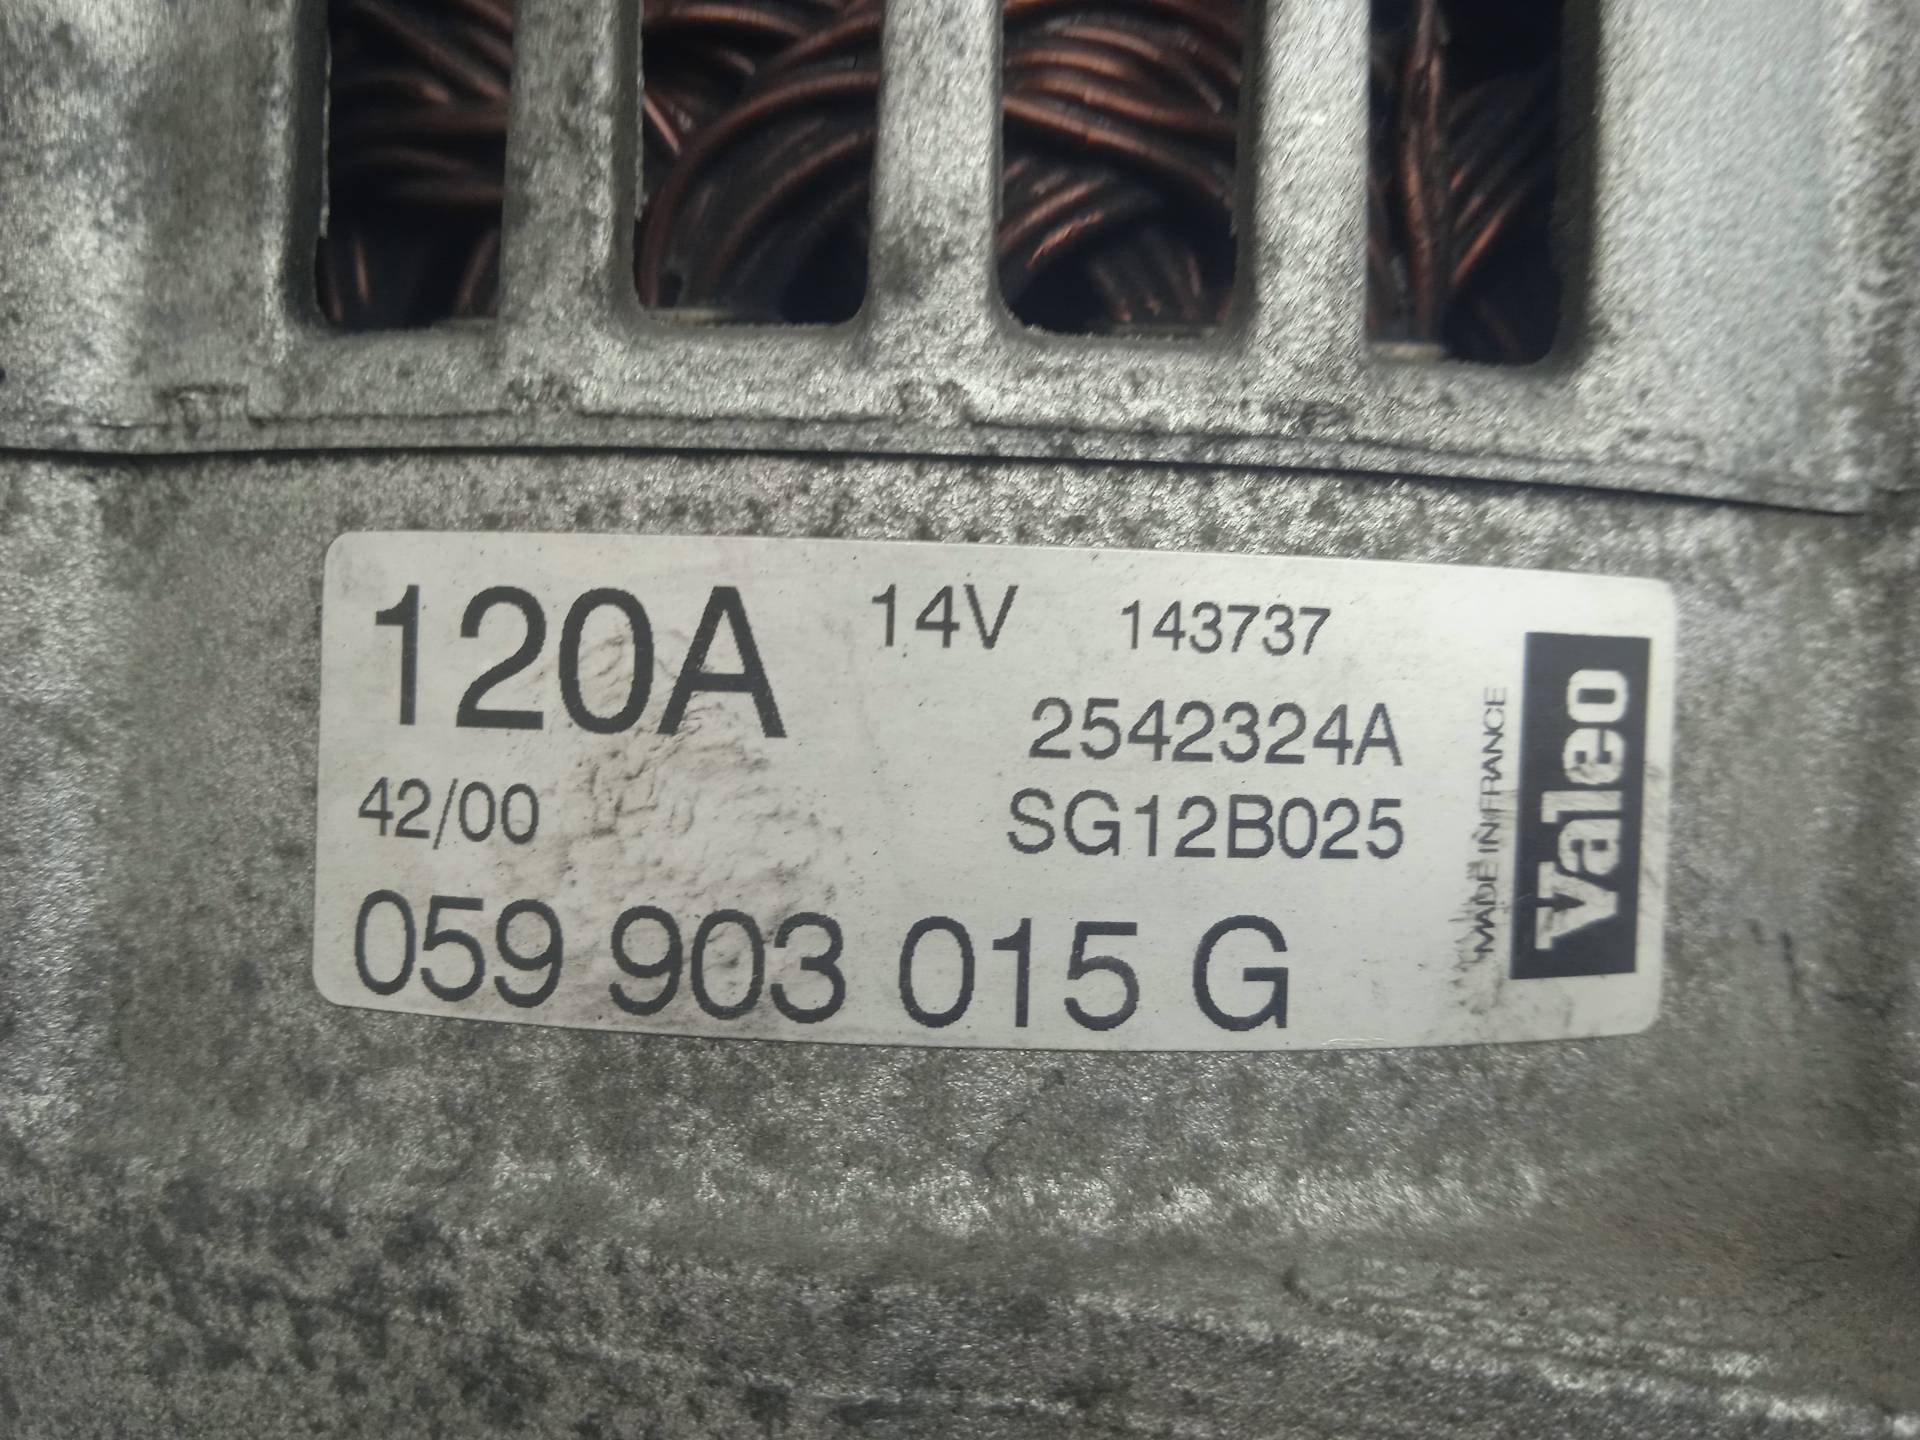 120A 14V 143737
2542324A
42/00 SG12B025
059 903 015 G
MADE IN FRANCE
Valeo